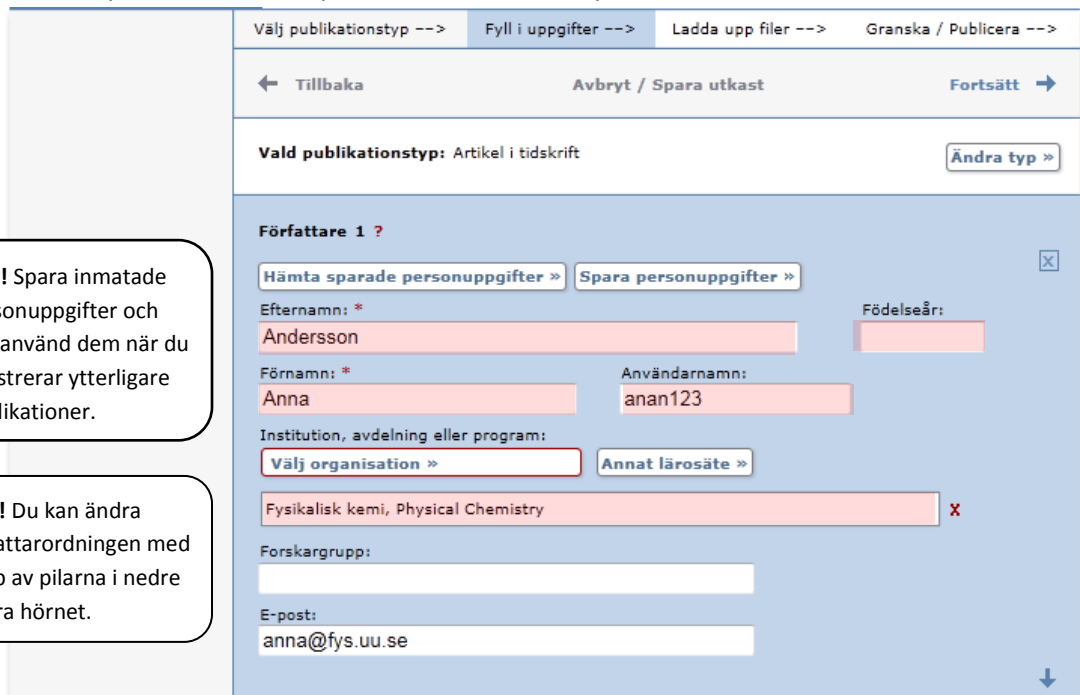 Välj publikationstyp --> Fyll i uppgifter --> Ladda upp filer --> Granska / Publicera -->
← Tillbaka Avbryt / Spara utkast Fortsätt →
Vald publikationstyp: Artikel i tidskrift Ändra typ »
Författare 1 ?
X
Hämta sparade personuppgifter » Spara personuppgifter »
Efternamn: * Födelseår:
Andersson
Förnamn: * Användarnamn:
Anna anan123
Institution, avdelning eller program:
Välj organisation » Annat lärosäte »
Fysikalisk kemi, Physical Chemistry X
Forskargrupp:
E-post:
anna@fys.uu.se
! Spara inmatade
sonuppgifter och
använd dem när du
strerar ytterligare
likationer.
! Du kan ändra
attarordningen med
p av pilarna i nedre
ra hörnet.